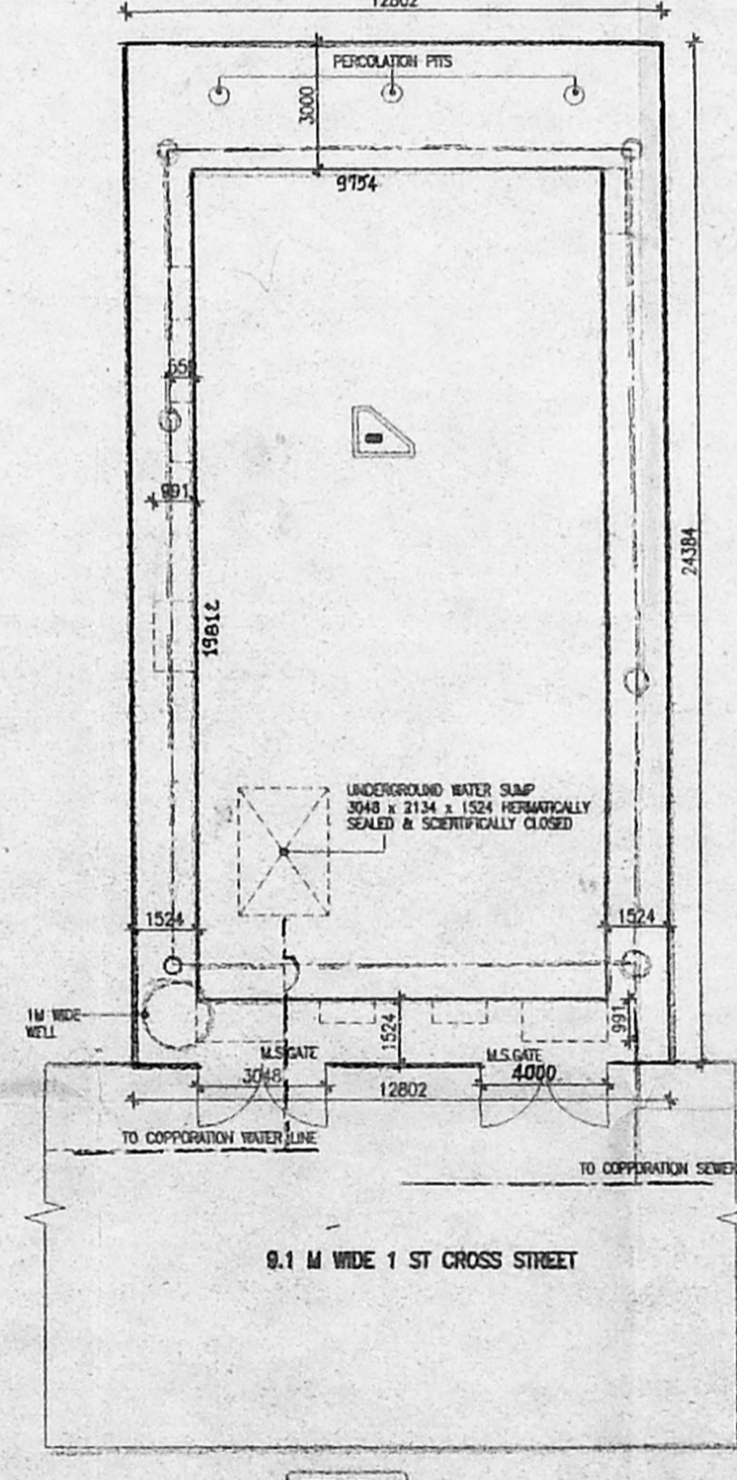 12802
PERCOLATION PITS
3000
9754
991
24384
19812
UNDERGROUND WATER SUMP
3048 x 2134 x 1524 HERMATICALLY
SEALED & SCIENTIFICALLY CLOSED
1524
1524
1M WIDE
WELL
1524
991
M.S.GATE
M.S.GATE
3048
4000
12802
TO COPPORATION WATER LINE
TO COPPORATION SEWER
9.1 M WIDE 1 ST CROSS STREET